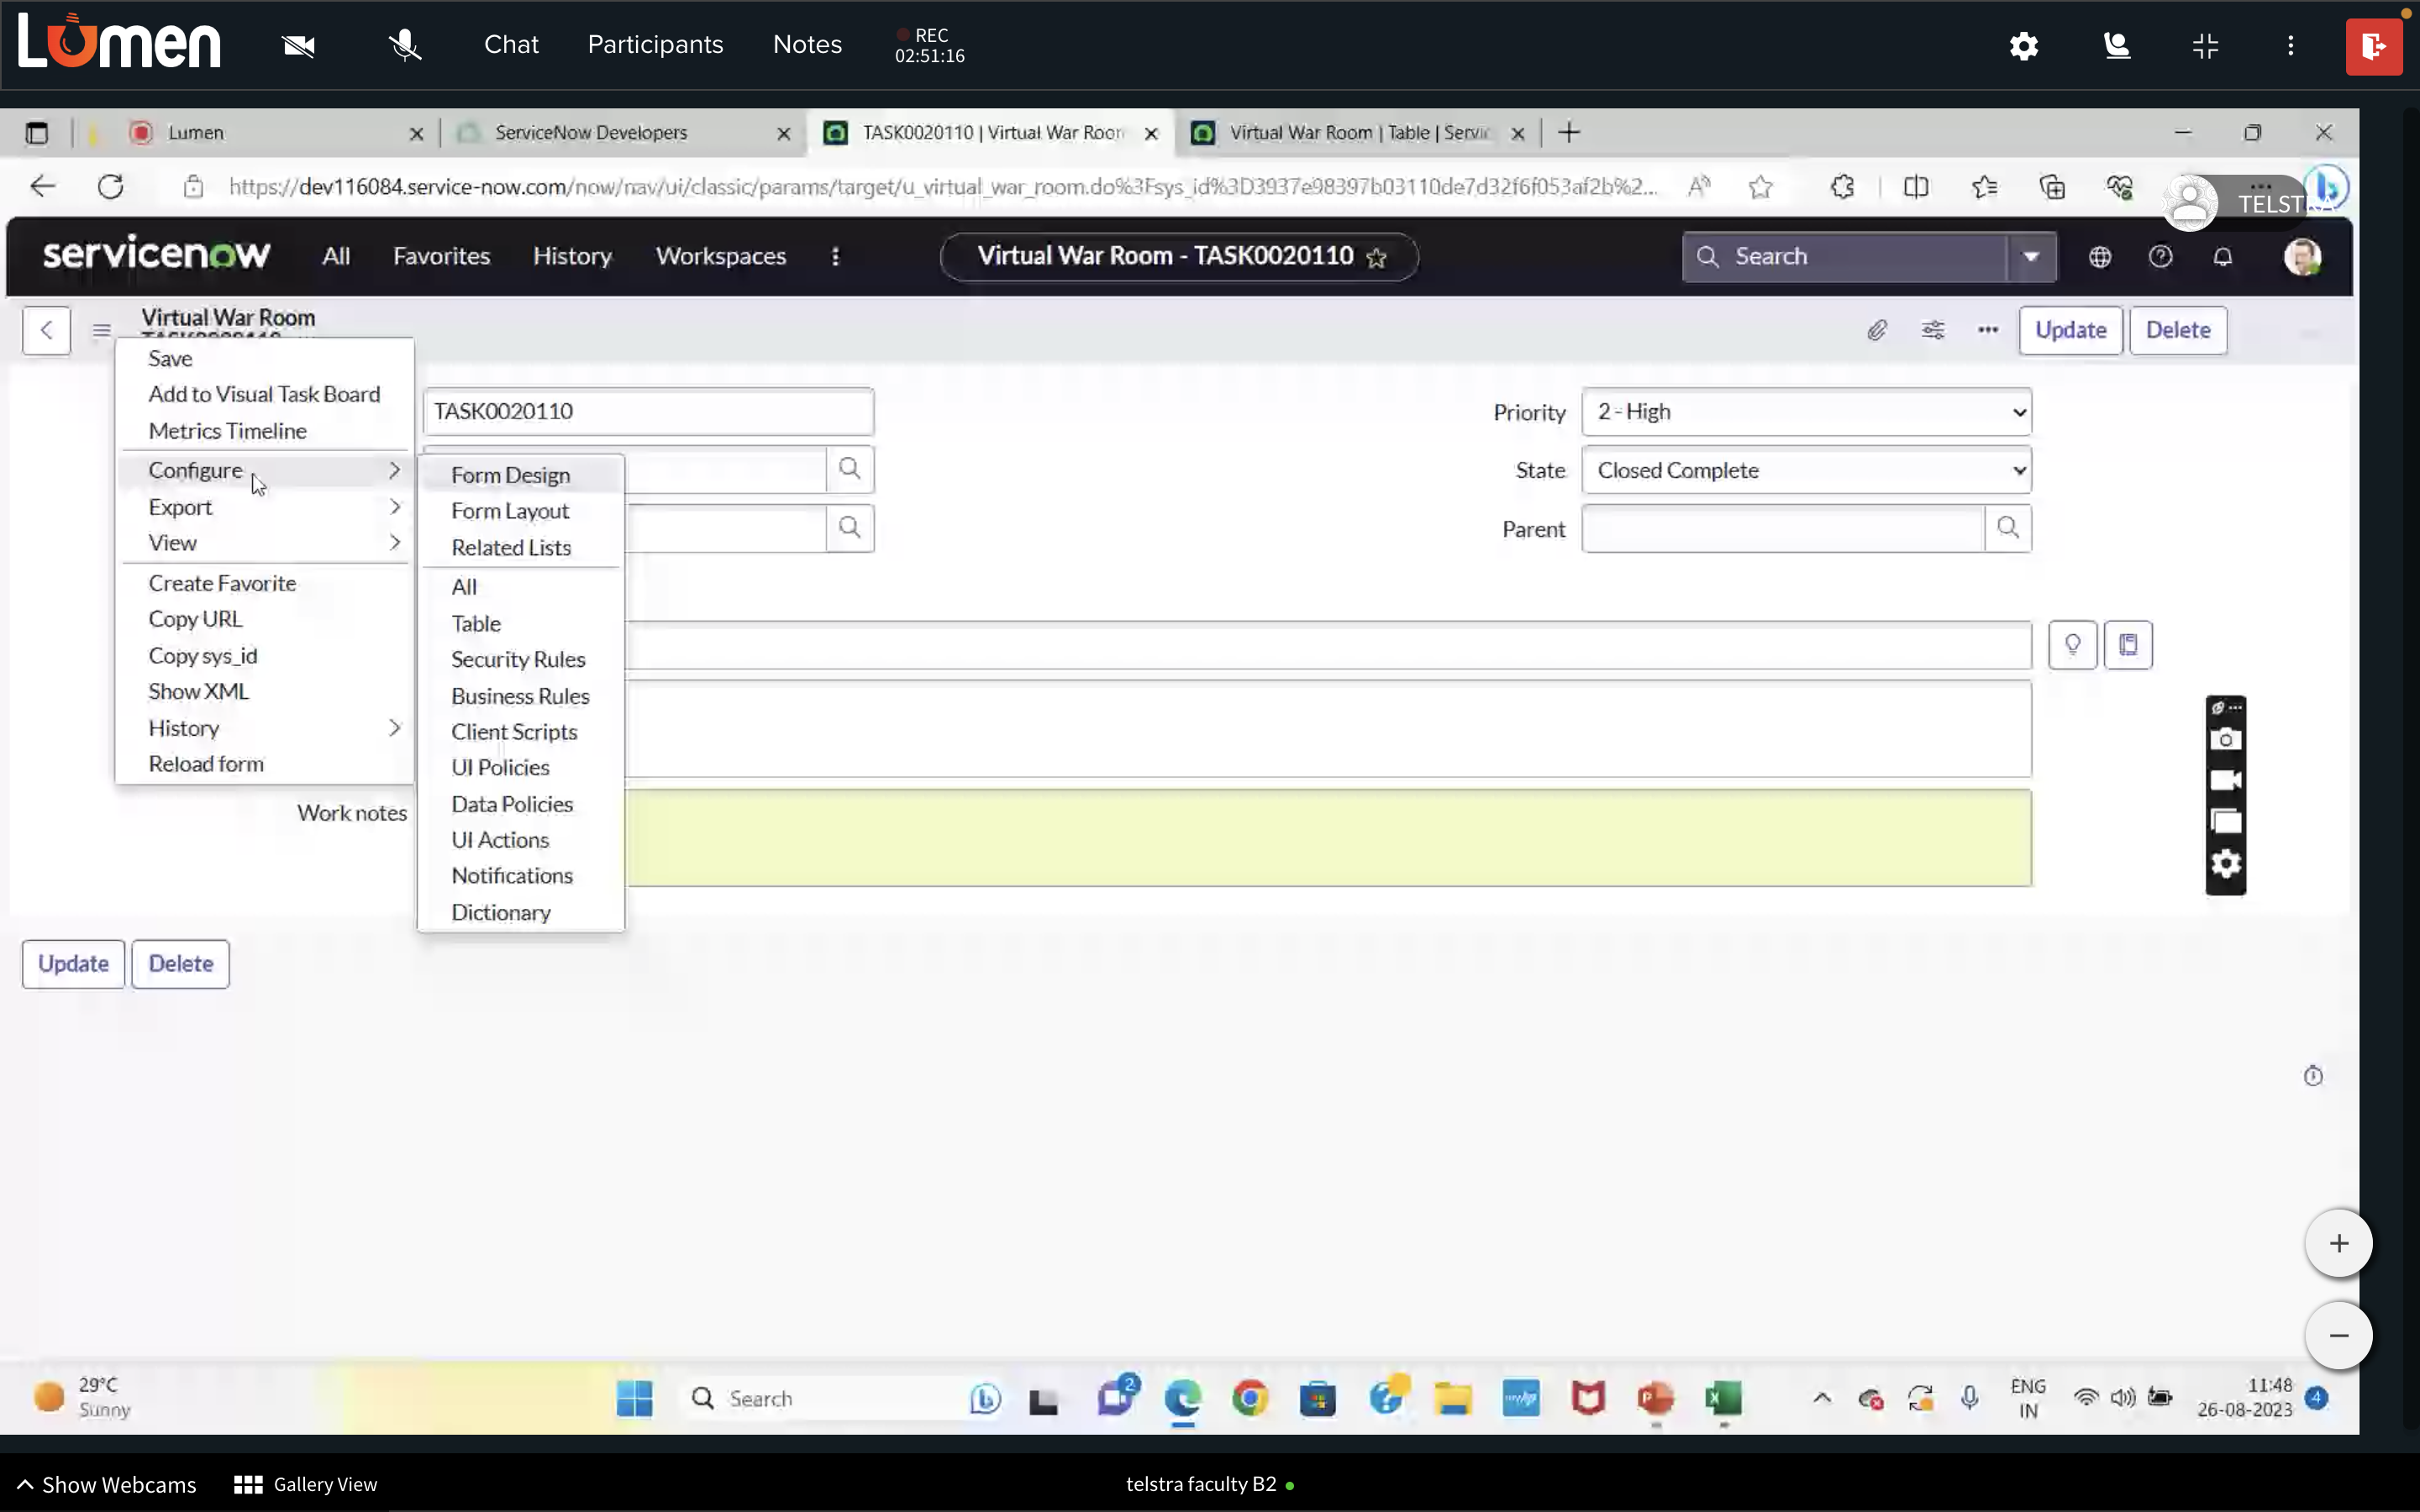 Lumen
Chat
Participants
Notes
REC
02:51:16
Lumen
ServiceNow Developers
TASK0020110 | Virtual War Room
Virtual War Room | Table | Servic
https://dev116084.service-now.com/now/nav/ui/classic/params/target/u_virtual_war_room.do%3Fsys_id%3D3937e98397b03110de7d32f6f053af2b%2...
TELST
servicenow
All
Favorites
History
Workspaces
Virtual War Room - TASK0020110
Search
Virtual War Room
Update
Delete
Save
Add to Visual Task Board
Metrics Timeline
Configure
Export
View
Create Favorite
Copy URL
Copy sys_id
Show XML
History
Reload form
Form Design
Form Layout
Related Lists
All
Table
Security Rules
Business Rules
Client Scripts
UI Policies
Data Policies
UI Actions
Notifications
Dictionary
TASK0020110
Priority
2 - High
State
Closed Complete
Parent
Work notes
Update
Delete
29°C
Sunny
Search
2
ENG
IN
11:48
26-08-2023
4
Show Webcams
Gallery View
telstra faculty B2